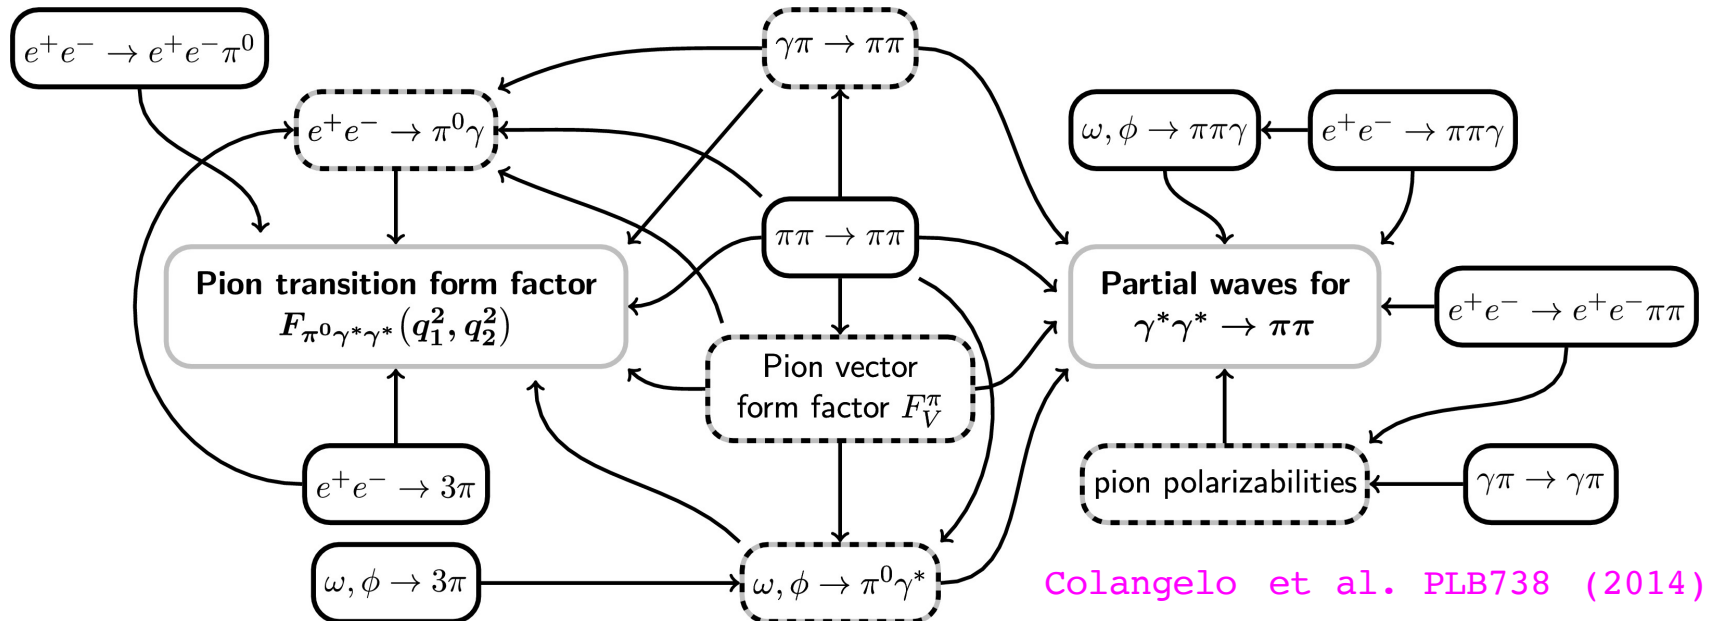 e⁺e⁻ → e⁺e⁻π⁰
γπ → ππ
e⁺e⁻ → π⁰γ
ω, ϕ → ππγ
e⁺e⁻ → ππγ
ππ → ππ
Pion transition form factor
F_{π⁰γ*γ*}(q₁², q₂²)
Partial waves for
γ*γ* → ππ
e⁺e⁻ → e⁺e⁻ππ
Pion vector
form factor F_V^π
e⁺e⁻ → 3π
pion polarizabilities
γπ → γπ
ω, ϕ → 3π
ω, ϕ → π⁰γ*
Colangelo et al. PLB738 (2014)